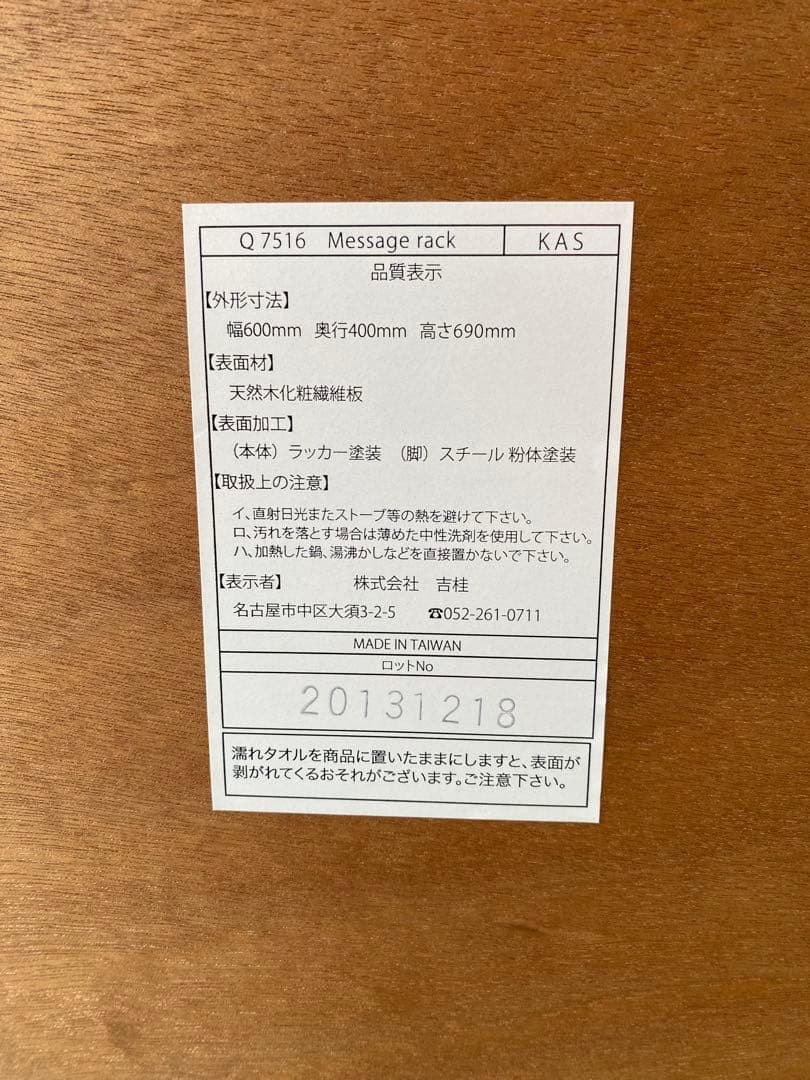 Q 7516 Message rack KAS
品質表示
【外形寸法】
幅600mm 奥行400mm 高さ690mm
【表面材】
天然木化粧繊維板
【表面加工】
（本体）ラッカー塗装 （脚）スチール 粉体塗装
【取扱上の注意】
イ、直射日光またストーブ等の熱を避けて下さい。
ロ、汚れを落とす場合は薄めた中性洗剤を使用して下さい。
ハ、加熱した鍋、湯沸かしなどを直接置かないで下さい。
【表示者】 株式会社 吉桂
名古屋市中区大須3-2-5 ☎052-261-0711
MADE IN TAIWAN
ロットNo
20131218
濡れタオルを商品に置いたままにしますと、表面が
剥がれてくるおそれがございます。ご注意下さい。